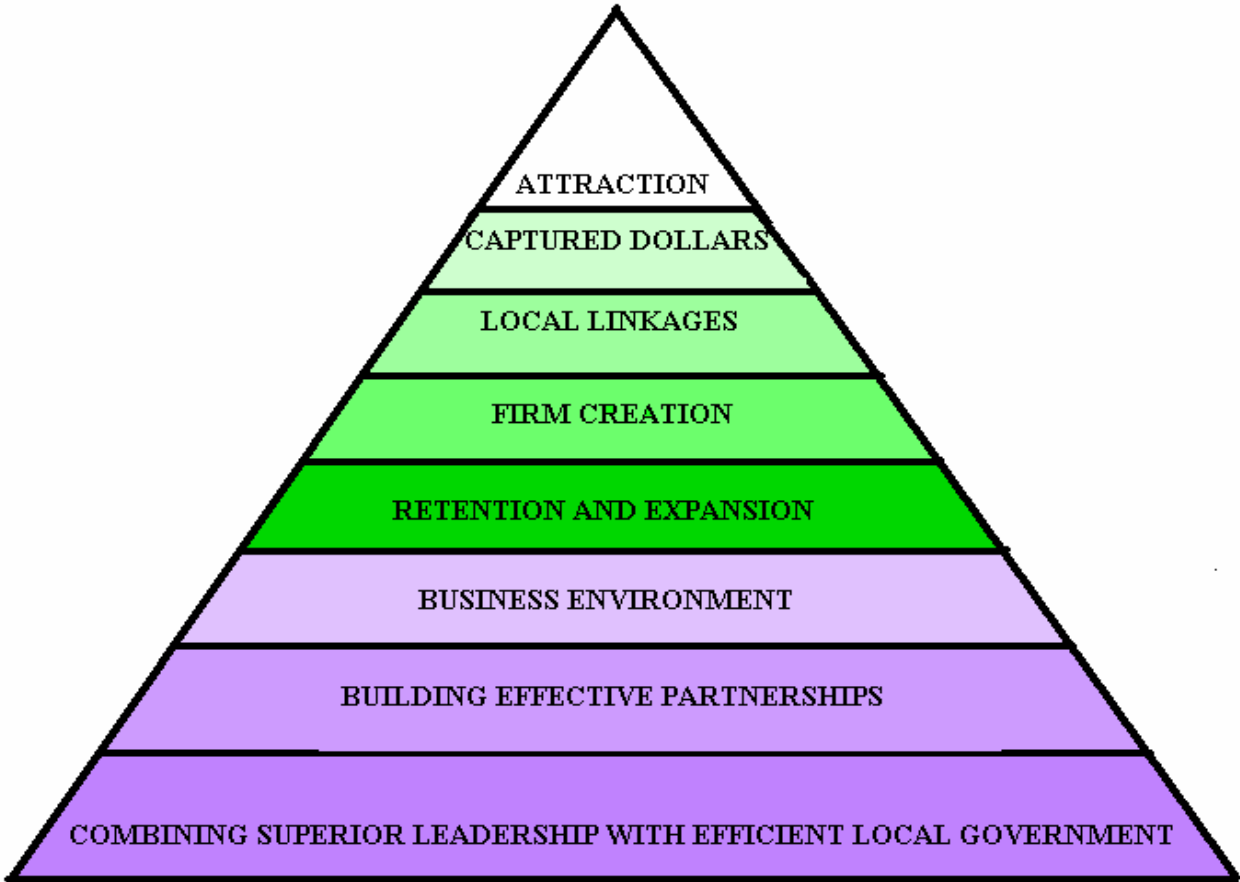 ATTRACTION
CAPTURED DOLLARS
LOCAL LINKAGES
FIRM CREATION
RETENTION AND EXPANSION
BUSINESS ENVIRONMENT
BUILDING EFFECTIVE PARTNERSHIPS
COMBINING SUPERIOR LEADERSHIP WITH EFFICIENT LOCAL GOVERNMENT